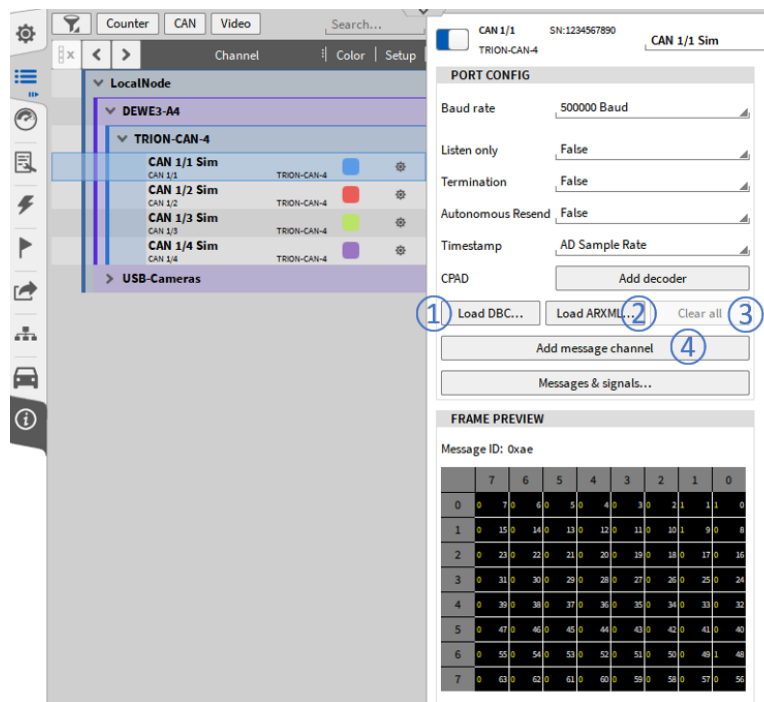 Counter CAN Video Search...
Channel Color Setup
LocalNode
DEWE3-A4
TRION-CAN-4
CAN 1/1 Sim
CAN 1/1 TRION-CAN-4
CAN 1/2 Sim
CAN 1/2 TRION-CAN-4
CAN 1/3 Sim
CAN 1/3 TRION-CAN-4
CAN 1/4 Sim
CAN 1/4 TRION-CAN-4
USB-Cameras
CAN 1/1 SN:1234567890 CAN 1/1 Sim
TRION-CAN-4
PORT CONFIG
Baud rate 500000 Baud
Listen only False
Termination False
Autonomous Resend False
Timestamp AD Sample Rate
CPAD Add decoder
1 Load DBC... Load ARXML... 2 Clear all 3
Add message channel 4
Messages & signals...
FRAME PREVIEW
Message ID: 0xae
7 6 5 4 3 2 1 0
0 0 7 0 6 0 5 0 4 0 3 0 2 1 1 1 0
1 0 15 0 14 0 13 0 12 0 11 0 10 1 9 0 8
2 0 23 0 22 0 21 0 20 0 19 0 18 0 17 0 16
3 0 31 0 30 0 29 0 28 0 27 0 26 0 25 0 24
4 0 39 0 38 0 37 0 36 0 35 0 34 0 33 0 32
5 0 47 0 46 0 45 0 44 0 43 0 42 0 41 0 40
6 0 55 0 54 0 53 0 52 0 51 0 50 0 49 1 48
7 0 63 0 62 0 61 0 60 0 59 0 58 0 57 0 56